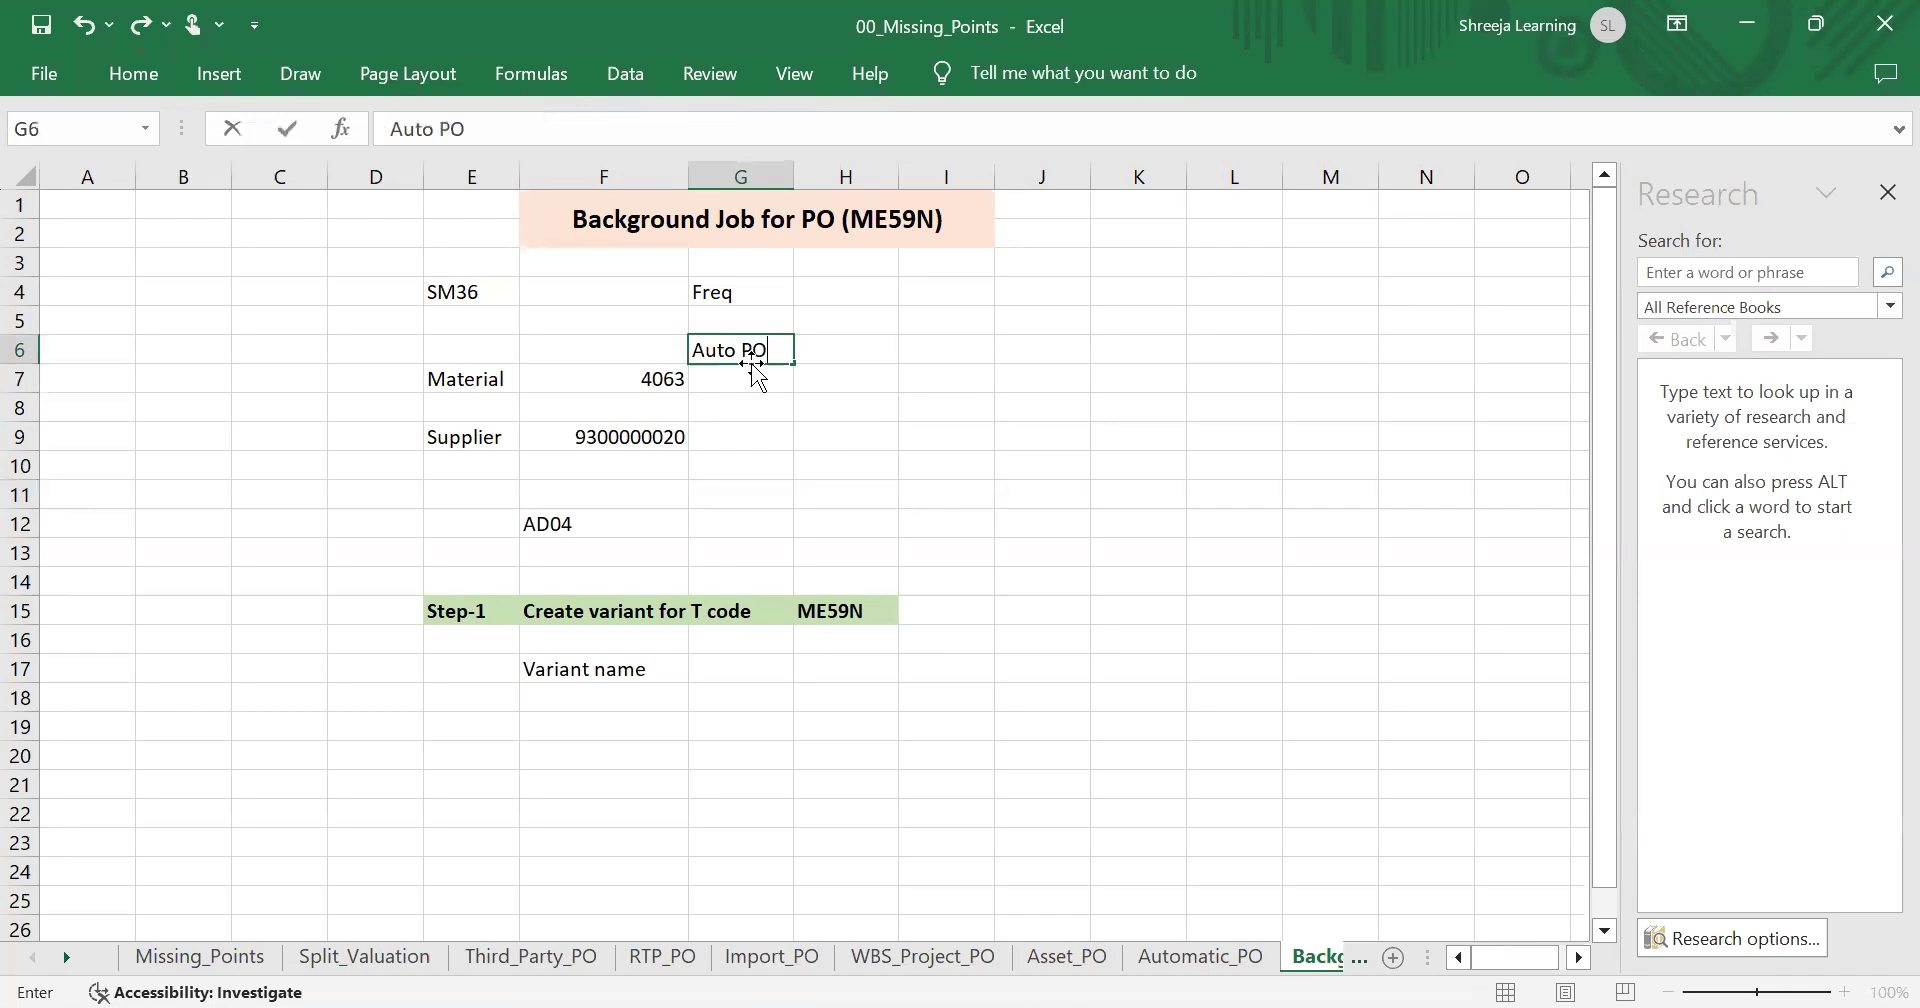 00_Missing_Points - Excel
Shreeja Learning SL
File Home Insert Draw Page Layout Formulas Data Review View Help Tell me what you want to do
G6 fx Auto PO
A B C D E F G H I J K L M N O
1
2
3
4
5
6
7
8
9
10
11
12
13
14
15
16
17
18
19
20
21
22
23
24
25
26
Background Job for PO (ME59N)
SM36 Freq
Auto PO
Material 4063
Supplier 9300000020
AD04
Step-1 Create variant for T code ME59N
Variant name
Research
Search for:
Enter a word or phrase
All Reference Books
Back
Type text to look up in a
variety of research and
reference services.
You can also press ALT
and click a word to start
a search.
Research options...
Missing_Points Split_Valuation Third_Party_PO RTP_PO Import_PO WBS_Project_PO Asset_PO Automatic_PO Backg ...
Enter Accessibility: Investigate 100%